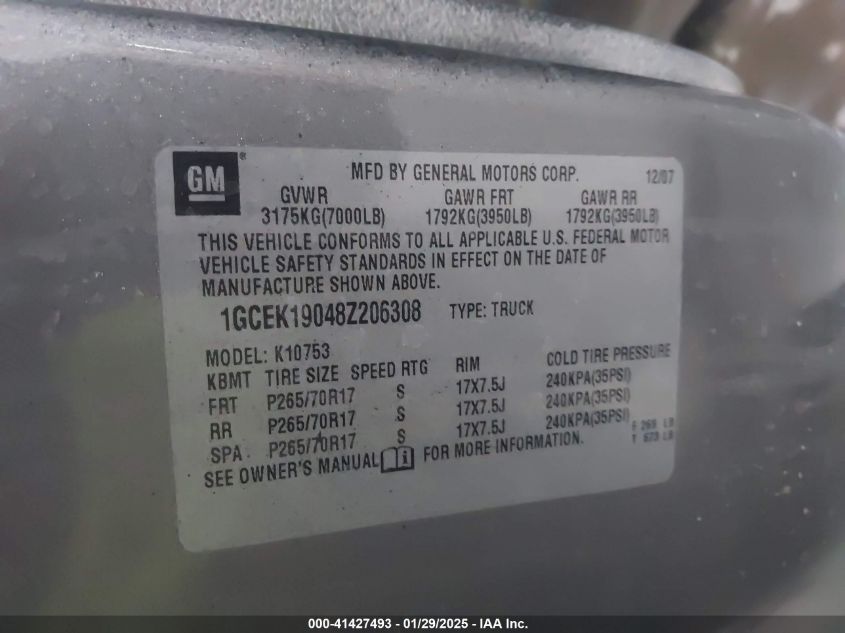 GM ® MFD BY GENERAL MOTORS CORP. 12/07
GVWR GAWR FRT GAWR RR
3175KG(7000LB) 1792KG(3950LB) 1792KG(3950LB)
THIS VEHICLE CONFORMS TO ALL APPLICABLE U.S. FEDERAL MOTOR
VEHICLE SAFETY STANDARDS IN EFFECT ON THE DATE OF
MANUFACTURE SHOWN ABOVE.
1GCEK19048Z206308 TYPE: TRUCK
MODEL: K10753
KBMT TIRE SIZE SPEED RTG RIM COLD TIRE PRESSURE
FRT P265/70R17 S 17X7.5J 240KPA(35PSI)
RR P265/70R17 S 17X7.5J 240KPA(35PSI)
SPA P265/70R17 S 17X7.5J 240KPA(35PSI)
F 269 LB
T 673 LB
SEE OWNER'S MANUAL i FOR MORE INFORMATION.
000-41427493 - 01/29/2025 - IAA Inc.